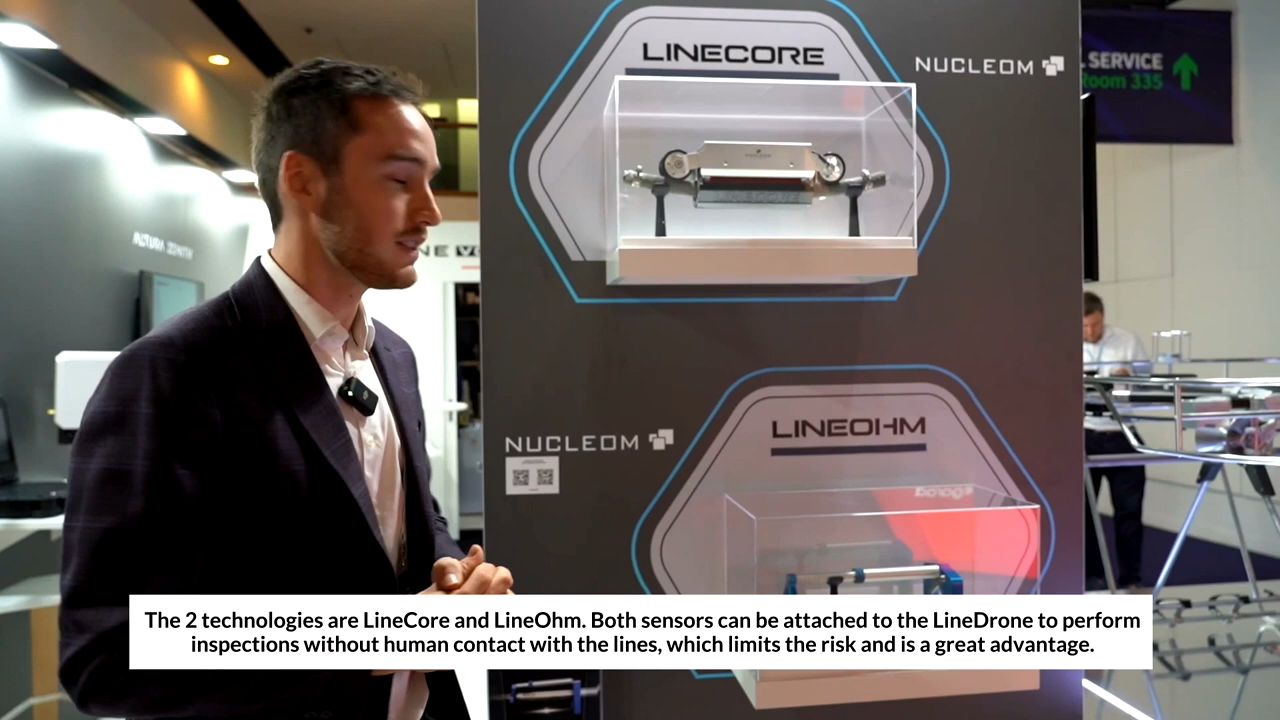 LINECORE
NUCLEOM
SERVICE
Room 335
NUCLEOM
LINEOHM
The 2 technologies are LineCore and LineOhm. Both sensors can be attached to the LineDrone to perform
inspections without human contact with the lines, which limits the risk and is a great advantage.